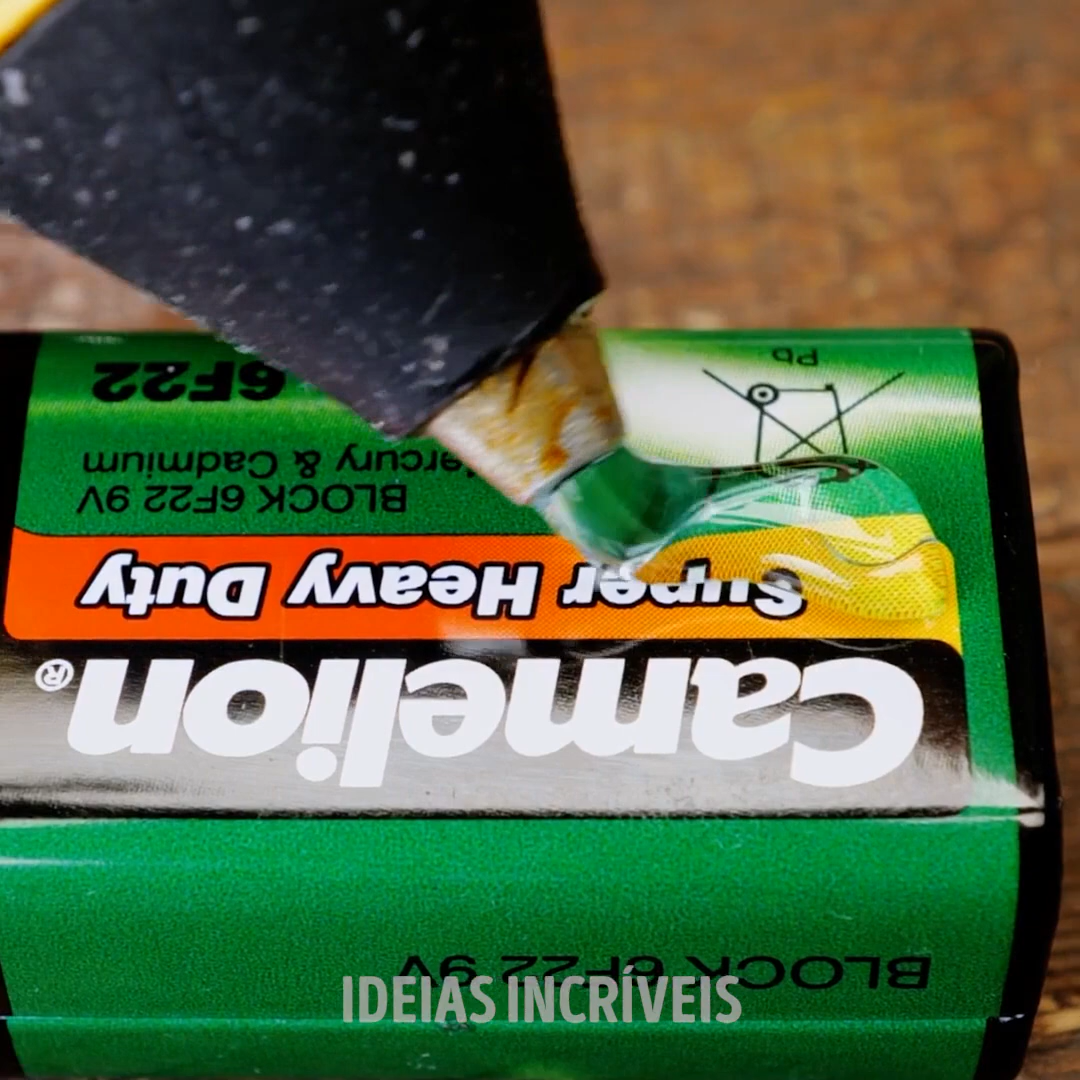 Camelion®
Super Heavy Duty
BLOCK 6F22 9V
ercury & Cadmium
6F22
Pb
BLOCK 6F22 9V
IDEIAS INCRÍVEIS